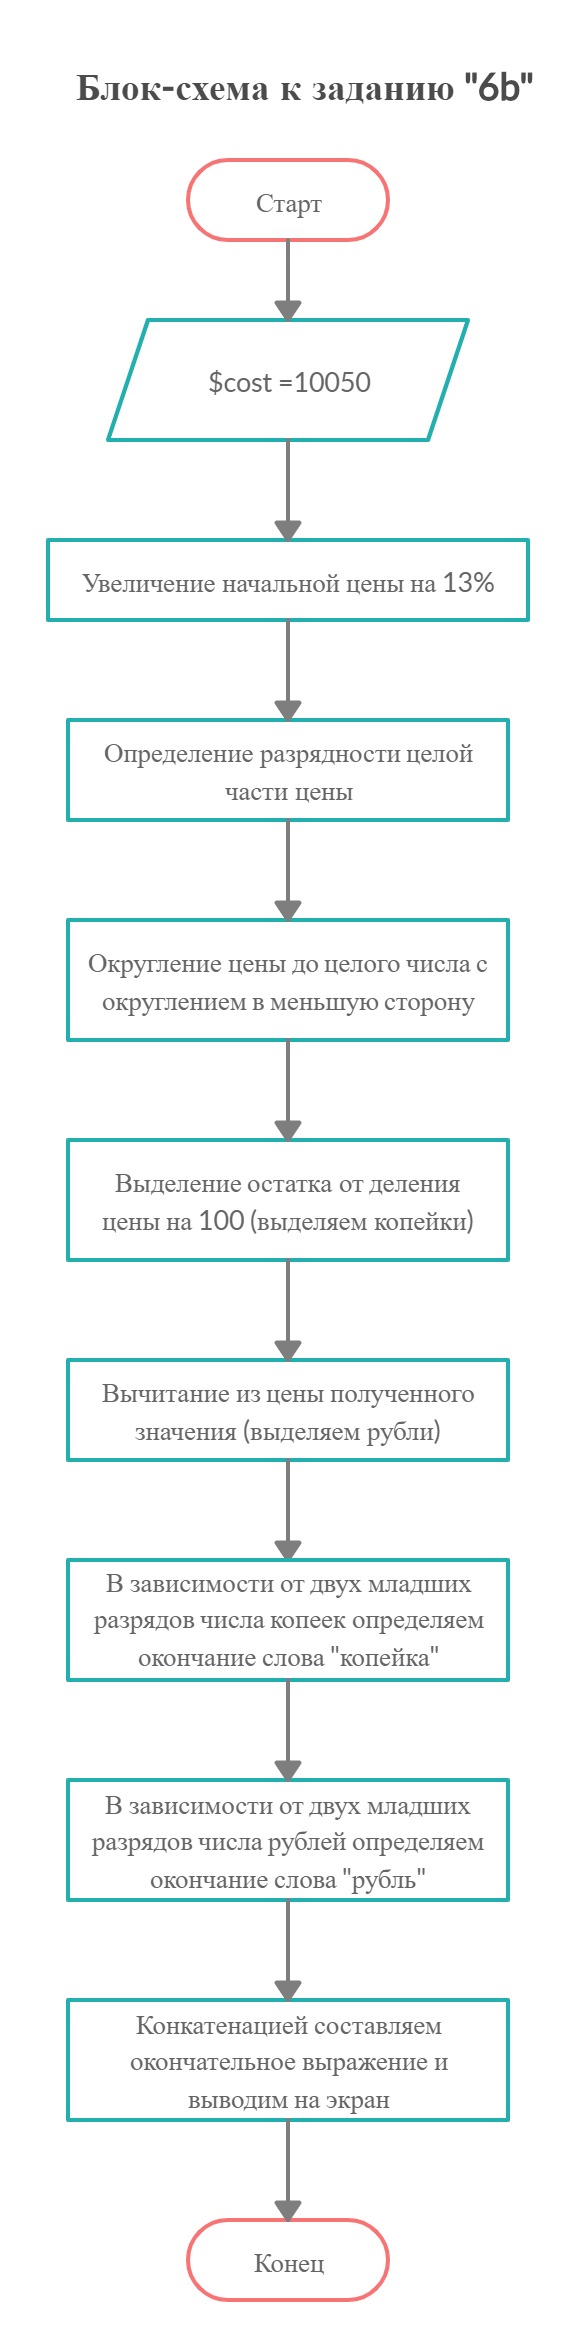 Блок-схема к заданию "6b"
Старт
$cost =10050
Увеличение начальной цены на 13%
Определение разрядности целой
части цены
Округление цены до целого числа с
округлением в меньшую сторону
Выделение остатка от деления
цены на 100 (выделяем копейки)
Вычитание из цены полученного
значения (выделяем рубли)
В зависимости от двух младших
разрядов числа копеек определяем
окончание слова "копейка"
В зависимости от двух младших
разрядов числа рублей определяем
окончание слова "рубль"
Конкатенацией составляем
окончательное выражение и
выводим на экран
Конец